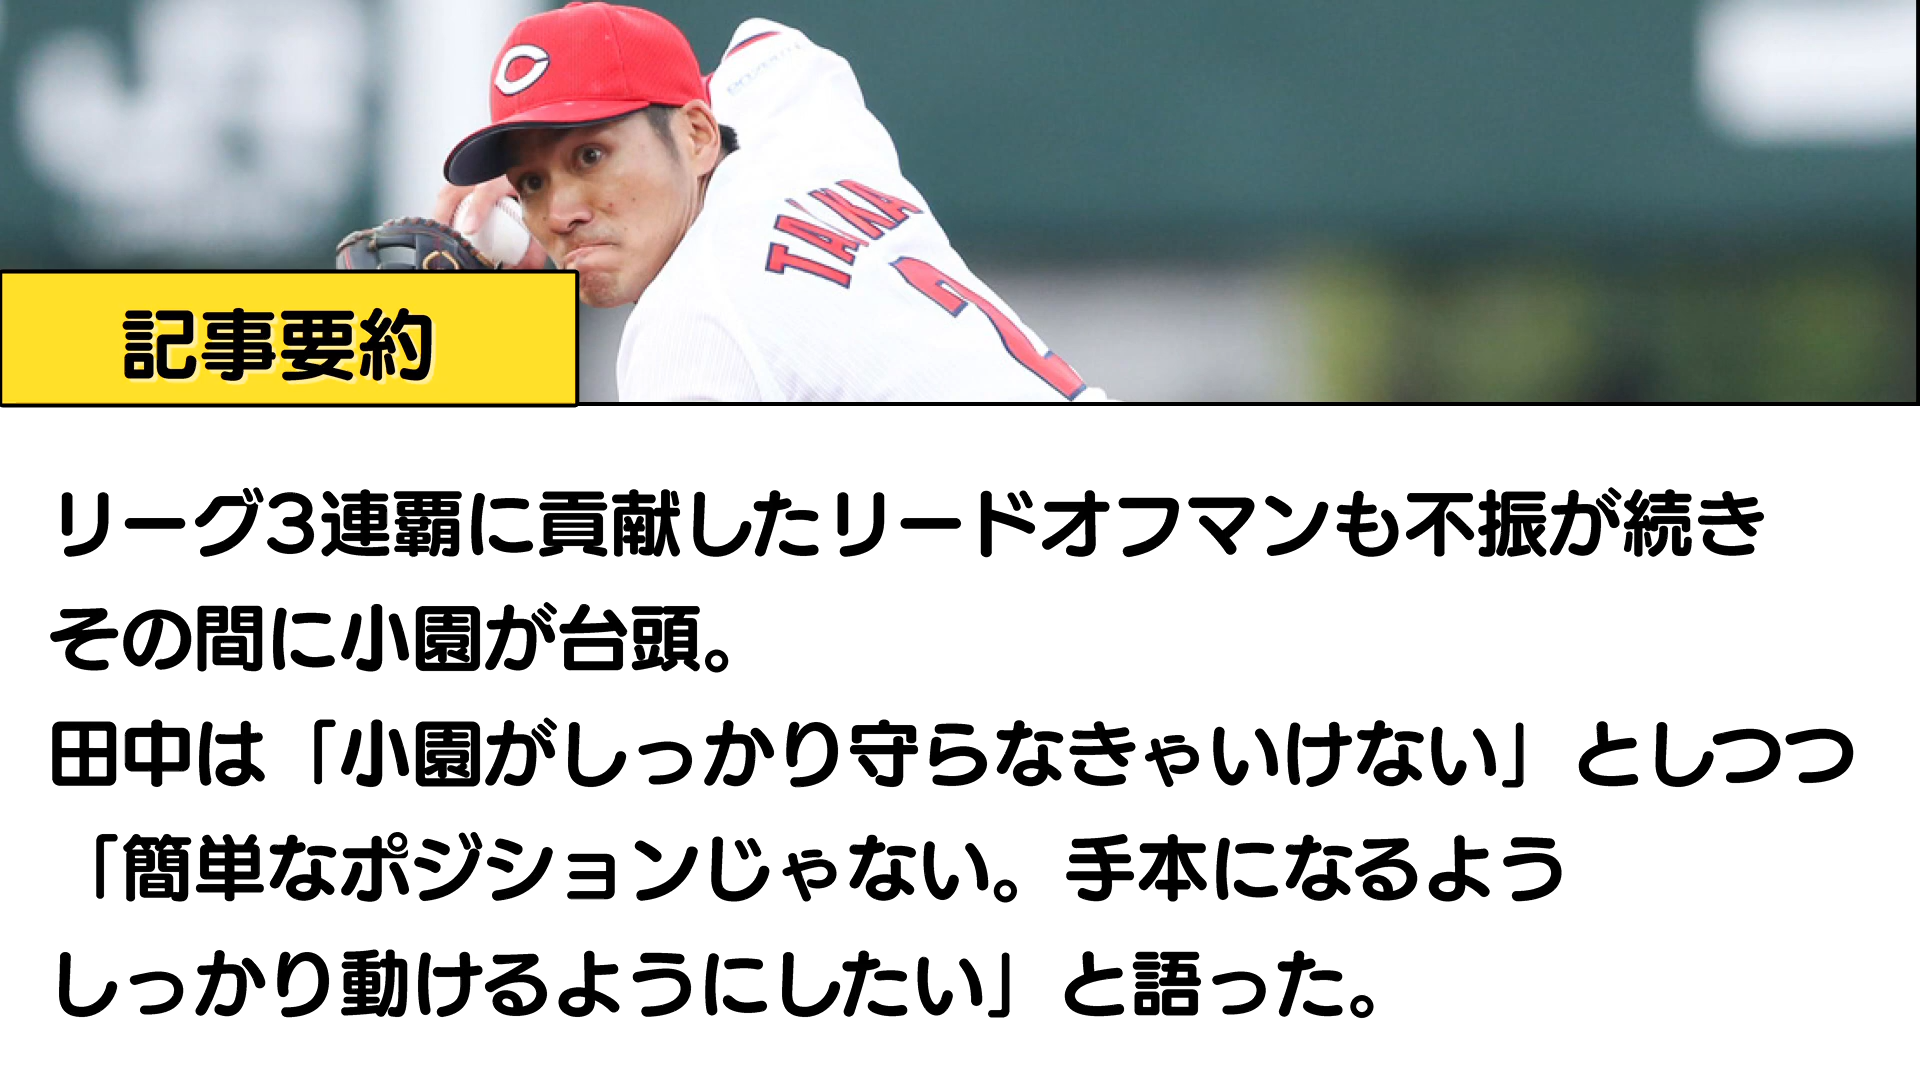 C
TANAKA
2
記事要約
リーグ3連覇に貢献したリードオフマンも不振が続き
その間に小園が台頭。
田中は「小園がしっかり守らなきゃいけない」としつつ
「簡単なポジションじゃない。手本になるよう
しっかり動けるようにしたい」と語った。